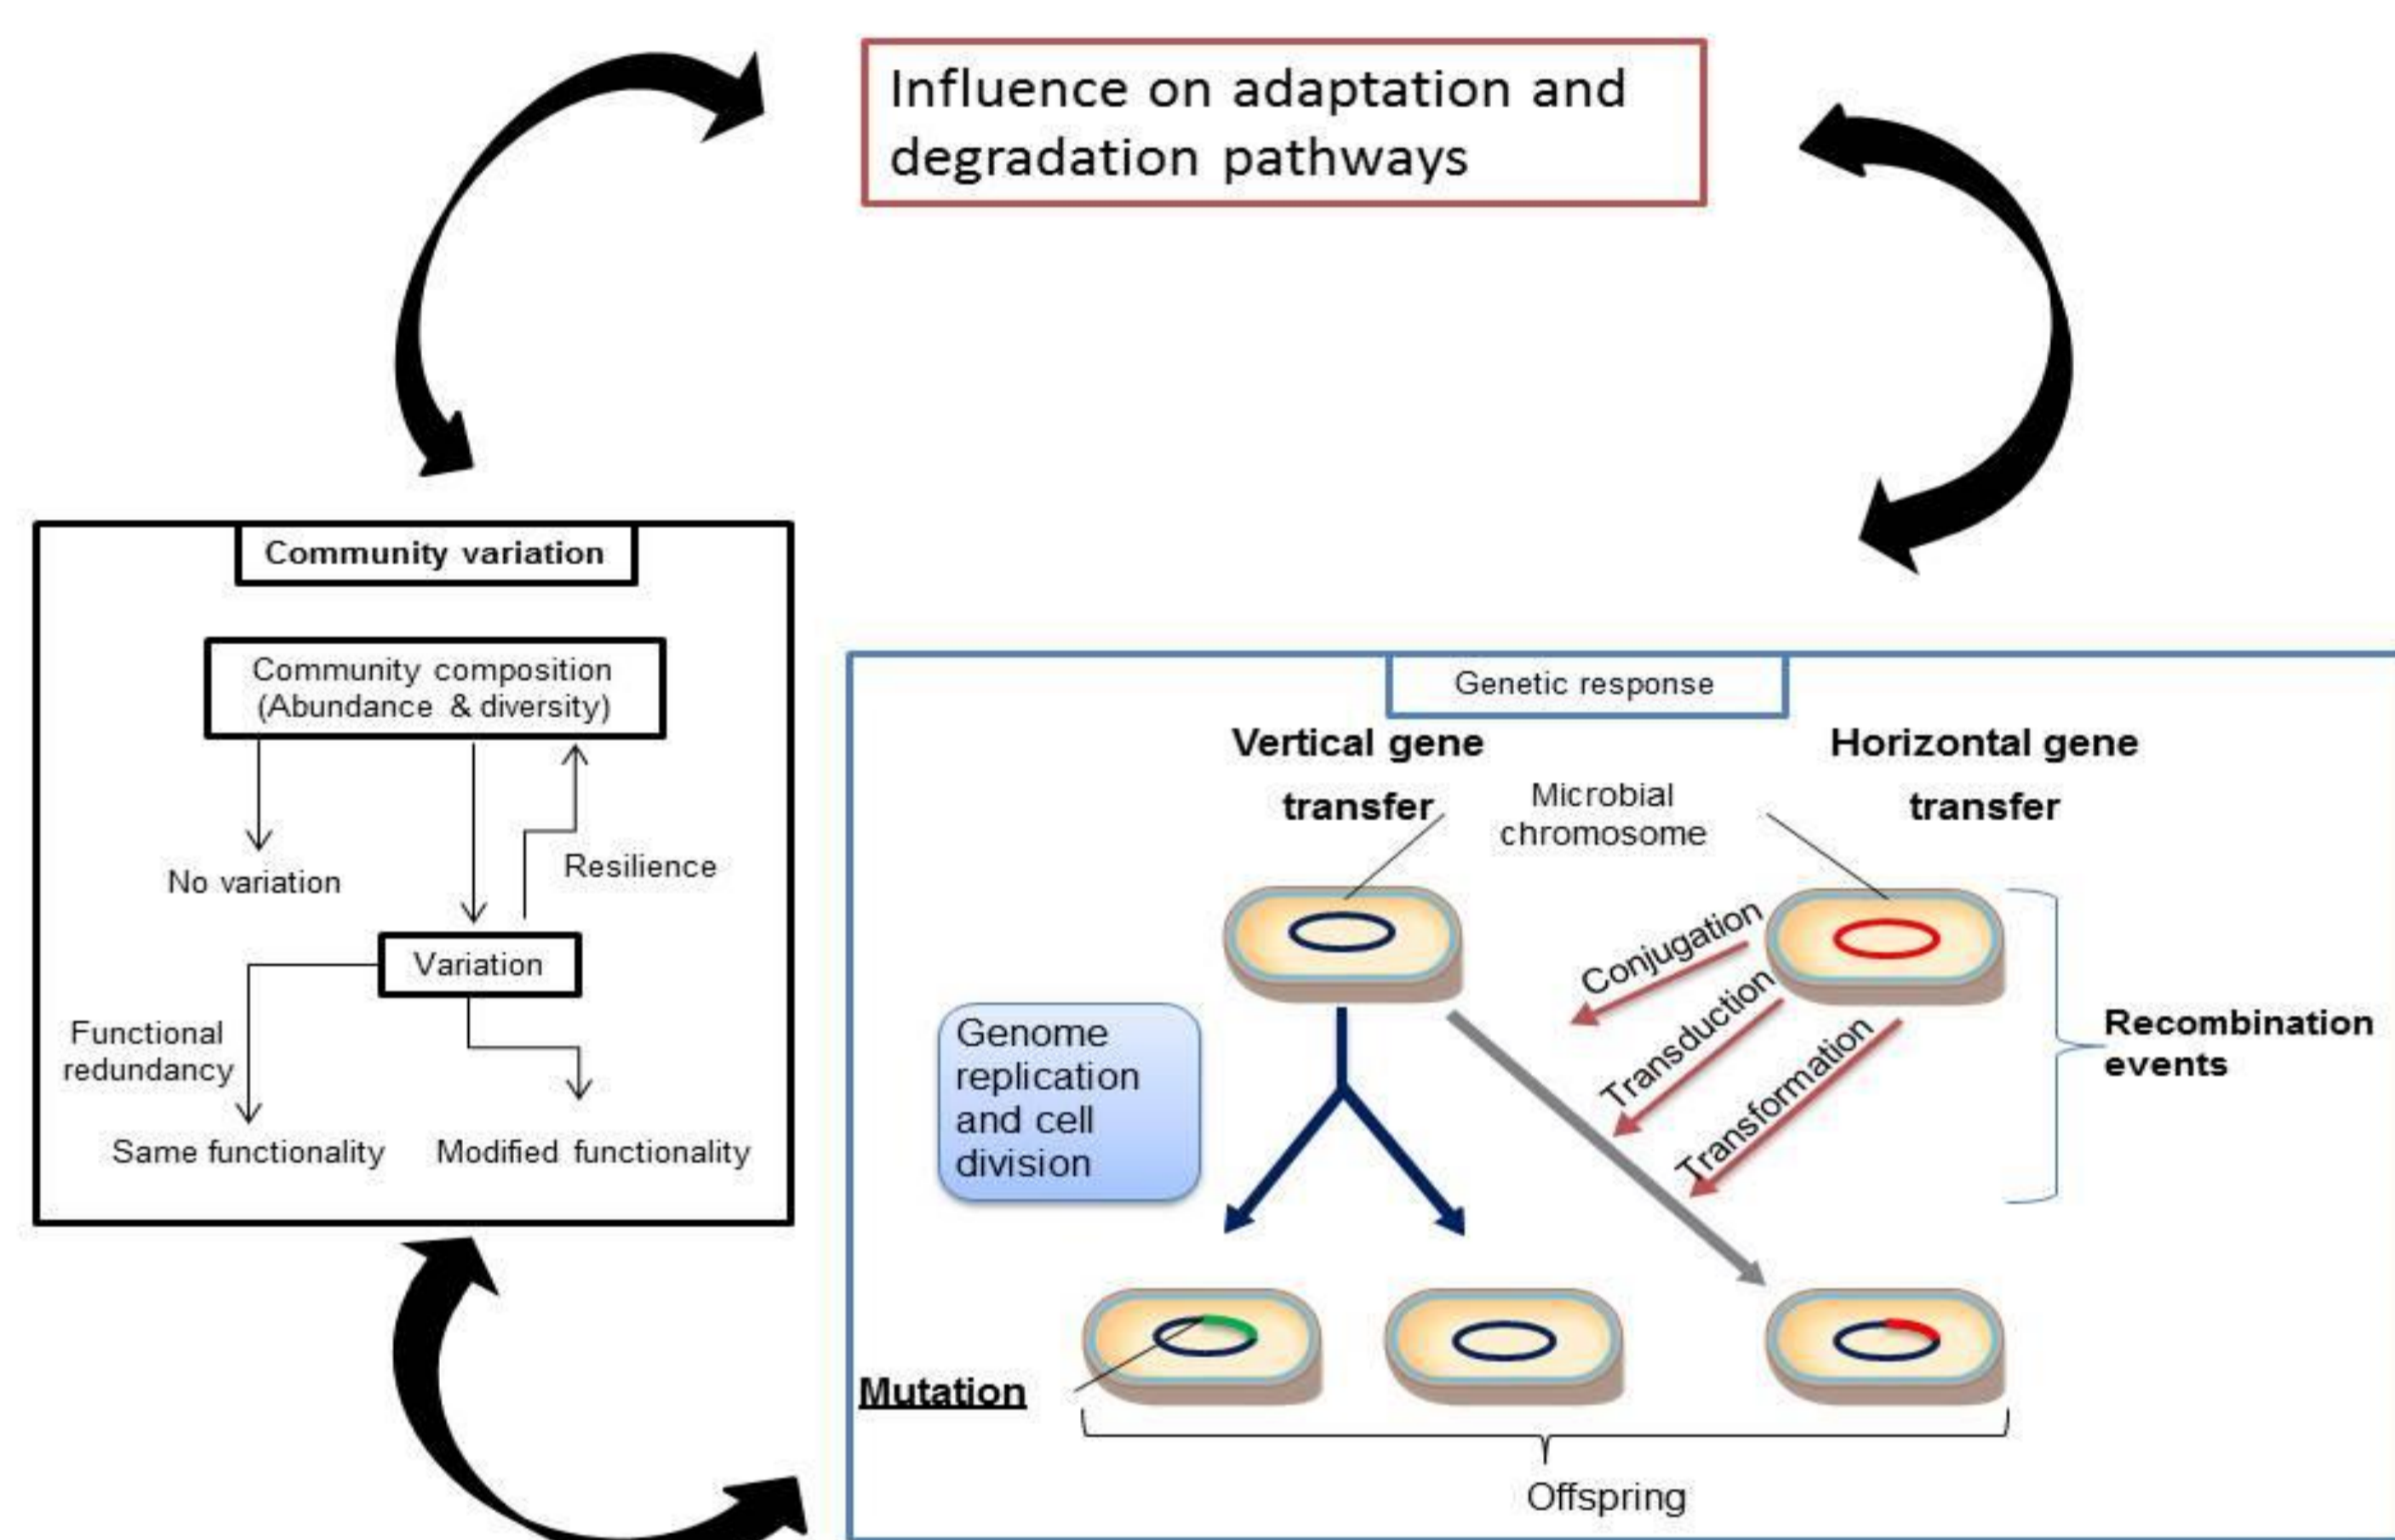 Influence on adaptation and
degradation pathways
Community variation
Community composition
(Abundance & diversity)
No variation
Resilience
Variation
Functional
redundancy
Same functionality
Modified functionality
Genetic response
Vertical gene
transfer
Horizontal gene
transfer
Microbial
chromosome
Conjugation
Transduction
Transformation
Recombination
events
Genome
replication
and cell
division
Mutation
Offspring